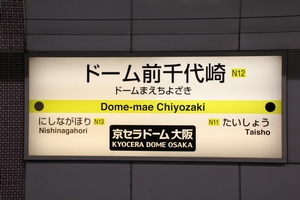 ドーム前千代崎 N12
ドームまえちよざき
Dome-mae Chiyozaki
にしながほり N13 N11 たいしょう
Nishinagahori Taisho
京セラドーム大阪
KYOCERA DOME OSAKA